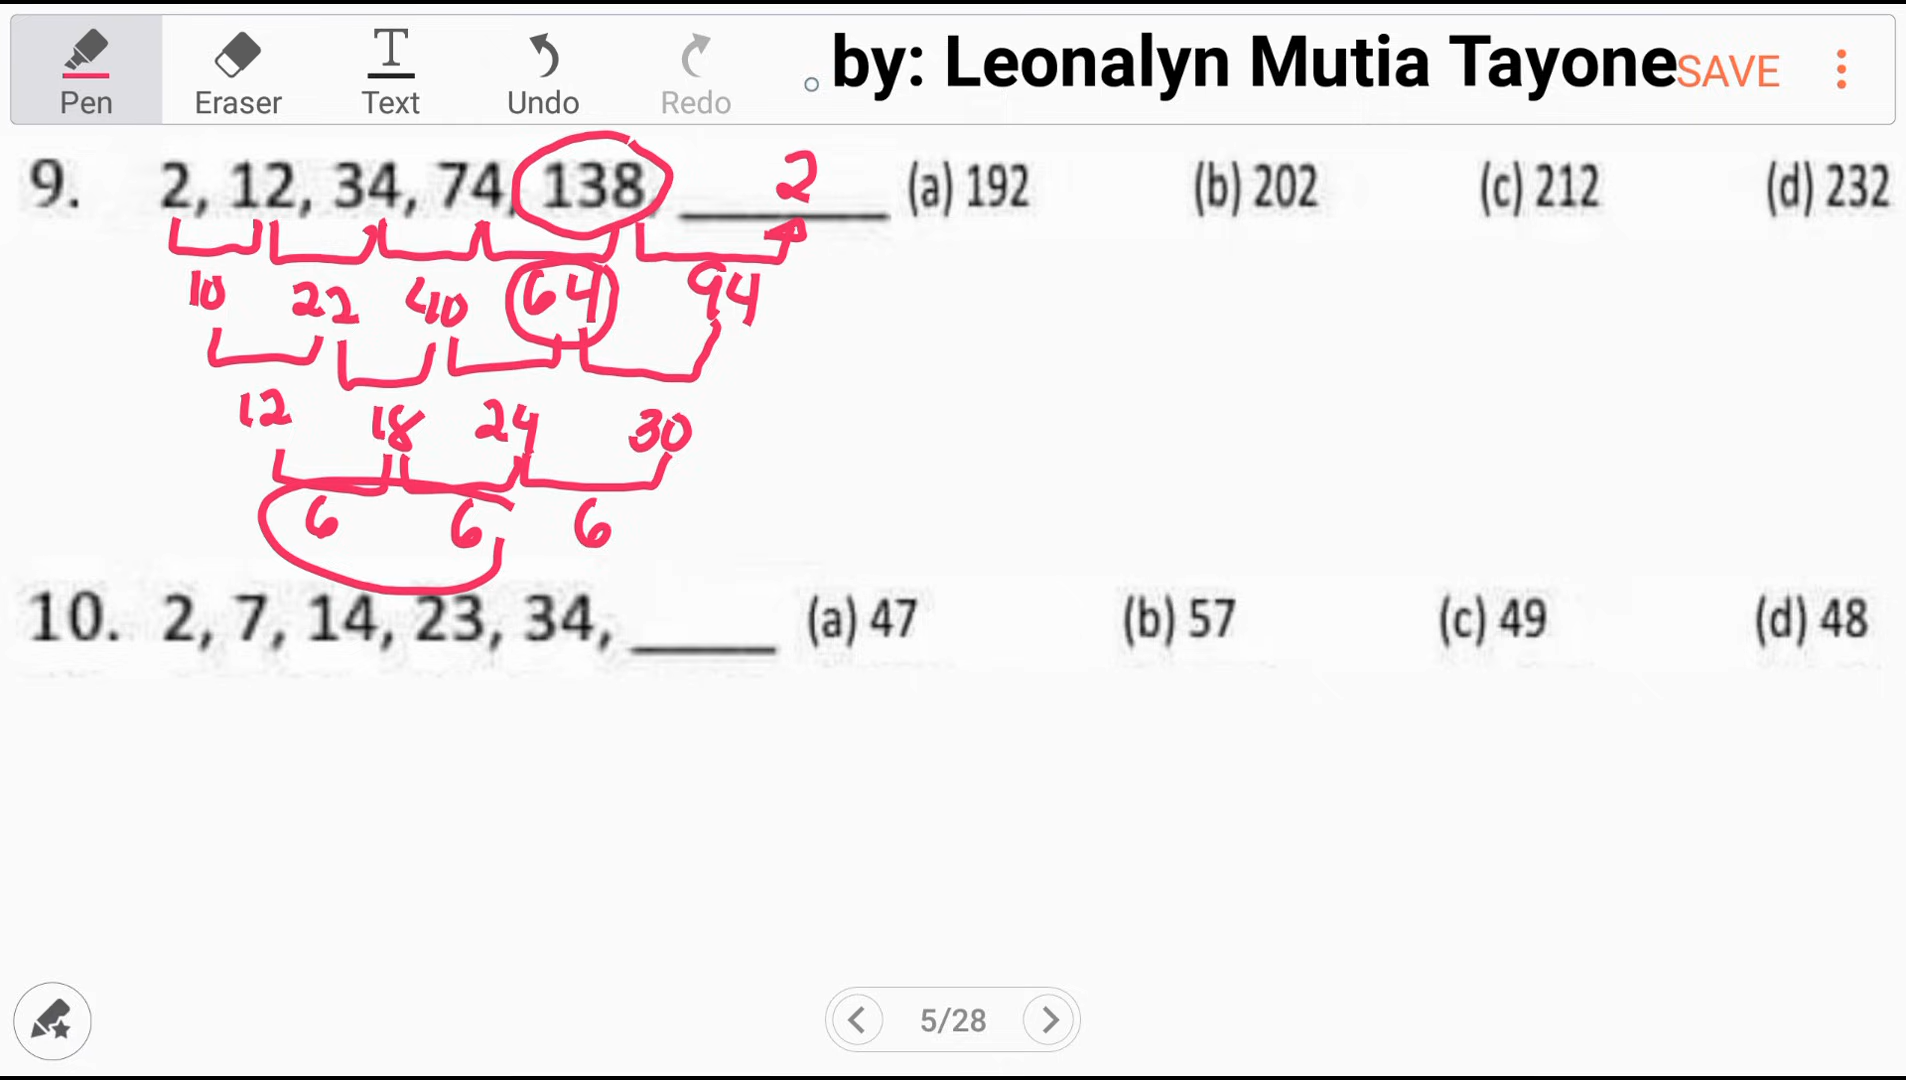 Pen Eraser Text Undo Redo by: Leonalyn Mutia Tayone SAVE
9. 2, 12, 34, 74, 138, 2 (a) 192 (b) 202 (c) 212 (d) 232
10 22 40 64 94
12 18 24 30
6 6 6
10. 2, 7, 14, 23, 34, (a) 47 (b) 57 (c) 49 (d) 48
5/28